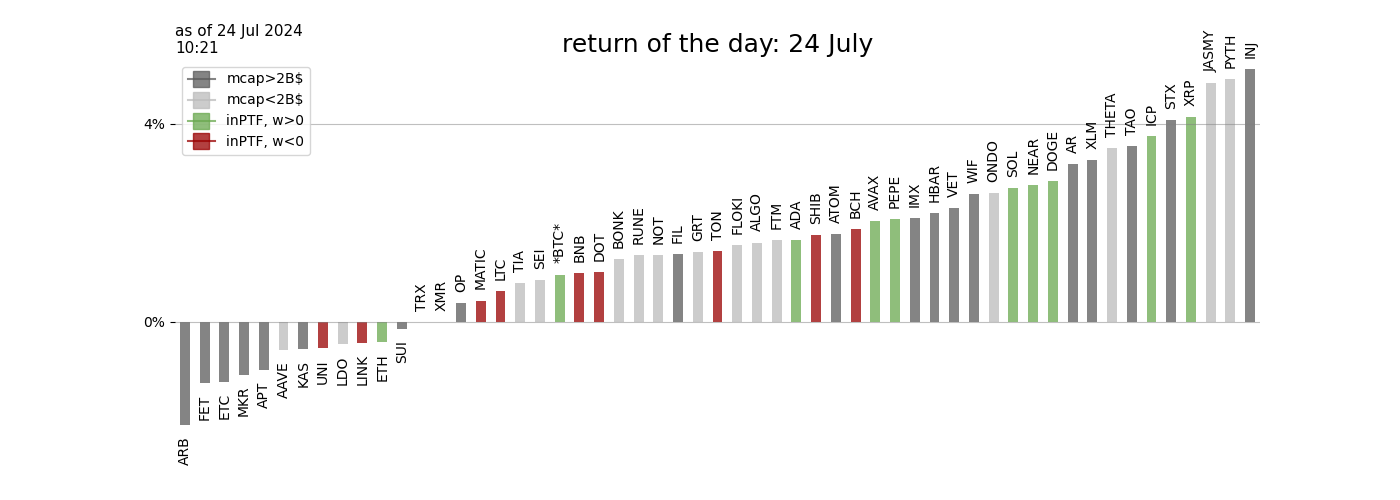 as of 24 Jul 2024
10:21
return of the day: 24 July
mcap>2B$
mcap<2B$
inPTF, w>0
inPTF, w<0
4%
0%
ARB
FET
ETC
MKR
APT
AAVE
KAS
UNI
LDO
LINK
ETH
SUI
TRX
XMR
OP
MATIC
LTC
TIA
SEI
*BTC*
BNB
DOT
BONK
RUNE
NOT
FIL
GRT
TON
FLOKI
ALGO
FTM
ADA
SHIB
ATOM
BCH
AVAX
PEPE
IMX
HBAR
VET
WIF
ONDO
SOL
NEAR
DOGE
AR
XLM
THETA
TAO
ICP
STX
XRP
JASMY
PYTH
INJ